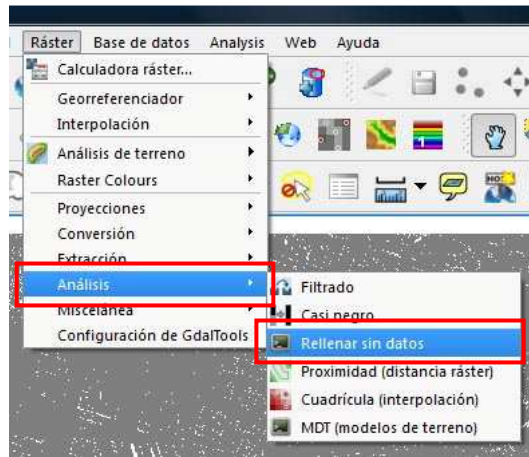 Ráster Base de datos Analysis Web Ayuda
Calculadora ráster...
Georreferenciador
Interpolación
Análisis de terreno
Raster Colours
Proyecciones
Conversión
Extracción
Análisis
Miscelánea
Configuración de GdalTools
Filtrado
Casi negro
Rellenar sin datos
Proximidad (distancia ráster)
Cuadrícula (interpolación)
MDT (modelos de terreno)